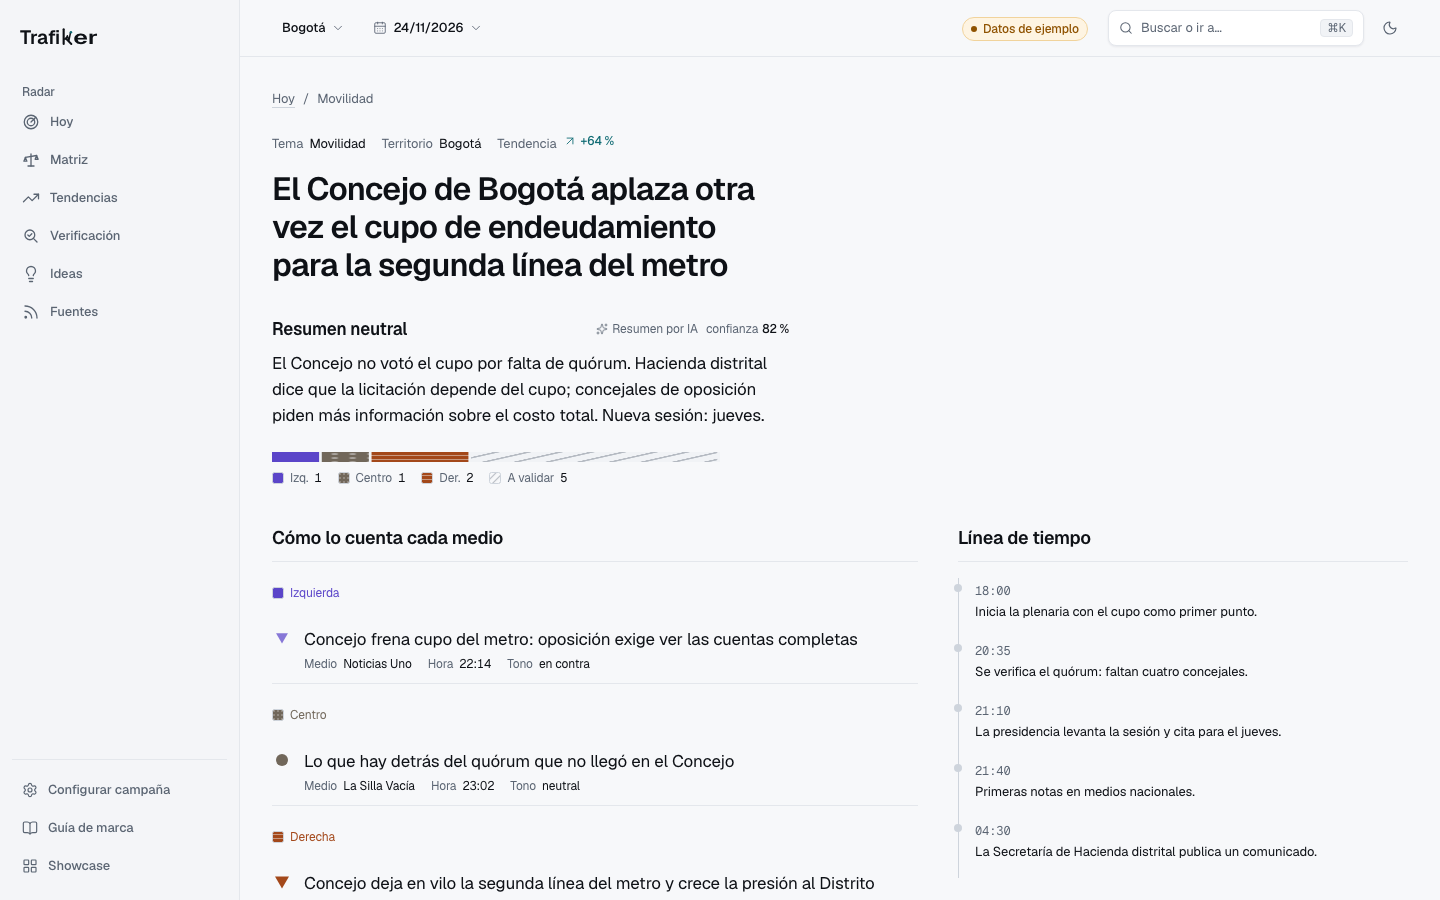 Trafiker
Radar
Hoy
Matriz
Tendencias
Verificación
Ideas
Fuentes
Configurar campaña
Guía de marca
Showcase
Bogotá
24/11/2026
Datos de ejemplo
Buscar o ir a…
⌘K
Hoy / Movilidad
Tema Movilidad Territorio Bogotá Tendencia +64 %
El Concejo de Bogotá aplaza otra
vez el cupo de endeudamiento
para la segunda línea del metro
Resumen neutral
Resumen por IA confianza 82 %
El Concejo no votó el cupo por falta de quórum. Hacienda distrital
dice que la licitación depende del cupo; concejales de oposición
piden más información sobre el costo total. Nueva sesión: jueves.
Izq. 1 Centro 1 Der. 2 A validar 5
Cómo lo cuenta cada medio
Izquierda
Concejo frena cupo del metro: oposición exige ver las cuentas completas
Medio Noticias Uno Hora 22:14 Tono en contra
Centro
Lo que hay detrás del quórum que no llegó en el Concejo
Medio La Silla Vacía Hora 23:02 Tono neutral
Derecha
Concejo deja en vilo la segunda línea del metro y crece la presión al Distrito
Línea de tiempo
18:00
Inicia la plenaria con el cupo como primer punto.
20:35
Se verifica el quórum: faltan cuatro concejales.
21:10
La presidencia levanta la sesión y cita para el jueves.
21:40
Primeras notas en medios nacionales.
04:30
La Secretaría de Hacienda distrital publica un comunicado.